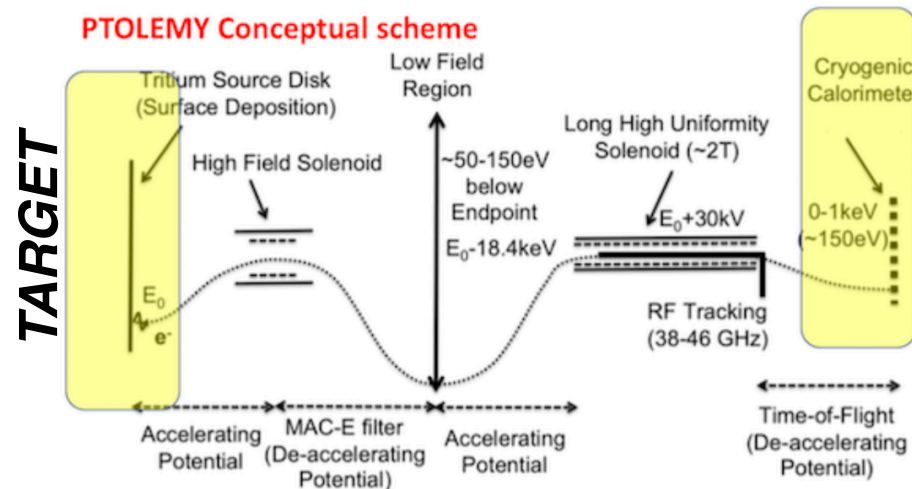 PTOLEMY Conceptual scheme
TARGET
Tritium Source Disk
(Surface Deposition)
High Field Solenoid
E₀
e⁻
Low Field
Region
~50-150eV
below
Endpoint
E₀-18.4keV
Long High Uniformity
Solenoid (~2T)
E₀+30kV
RF Tracking
(38-46 GHz)
Cryogenic
Calorimete
0-1keV
(~150eV)
Accelerating
Potential
MAC-E filter
(De-accelerating
Potential)
Accelerating
Potential
Time-of-Flight
(De-accelerating
Potential)